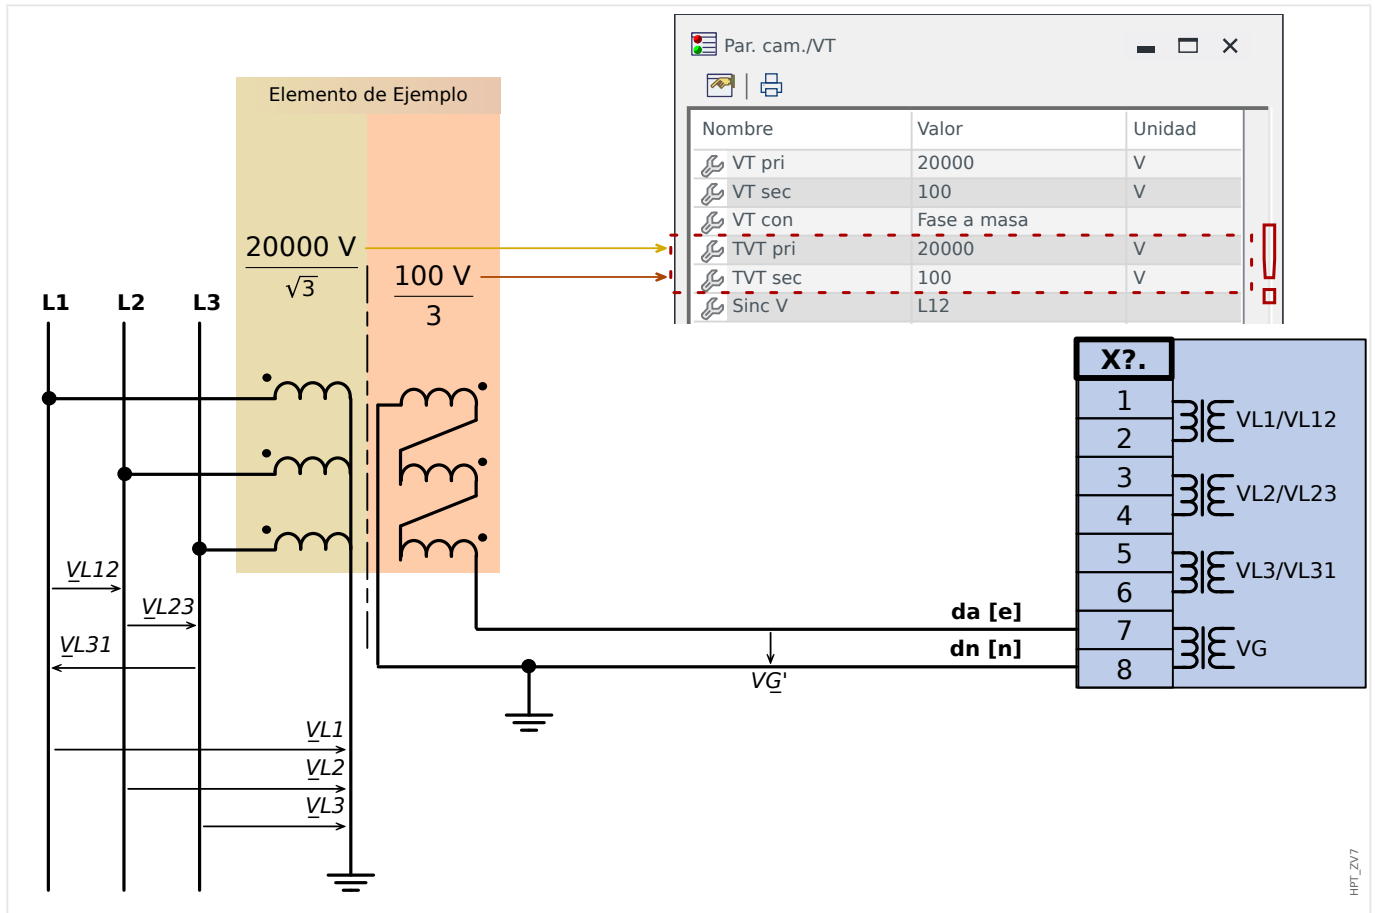 Par. cam./VT
Nombre Valor Unidad
VT pri 20000 V
VT sec 100 V
VT con Fase a masa
TVT pri 20000 V
TVT sec 100 V
Sinc V L12
Elemento de Ejemplo
20000 V
√3
100 V
3
L1 L2 L3
X?.
1
2
VL1/VL12
3
4
VL2/VL23
5
6
VL3/VL31
7
8
VG
VL12
VL23
VL31
da [e]
dn [n]
VG'
VL1
VL2
VL3
HPT_ZV7